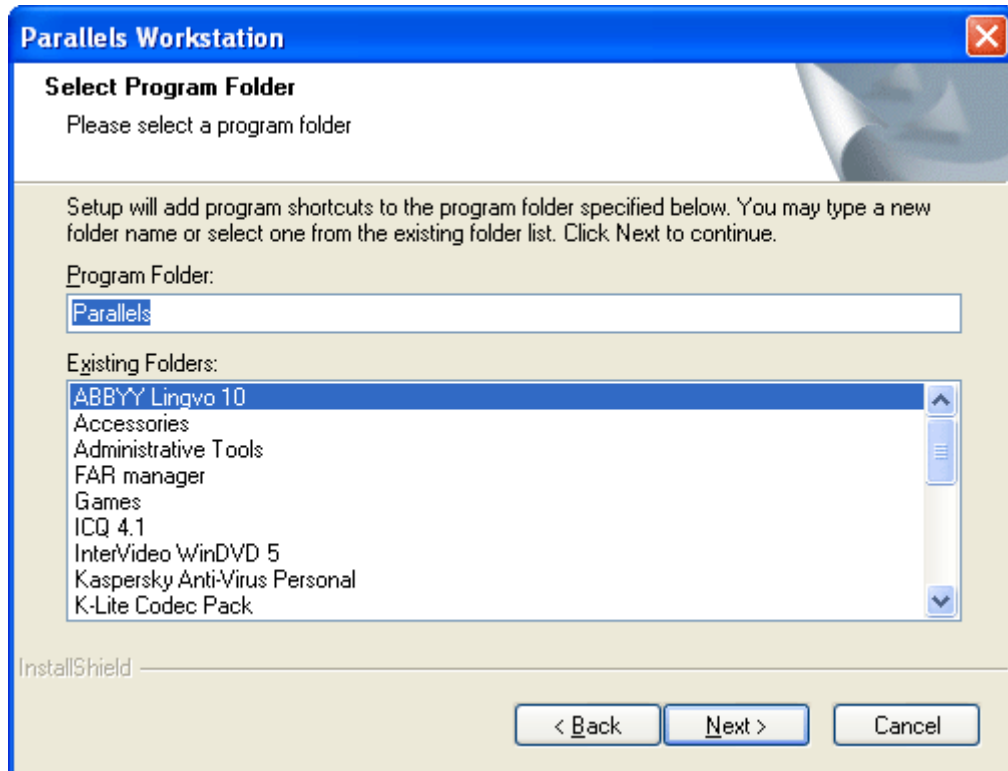 Parallels Workstation
Select Program Folder
Please select a program folder
Setup will add program shortcuts to the program folder specified below. You may type a new
folder name or select one from the existing folder list. Click Next to continue.
Program Folder:
Parallels
Existing Folders:
ABBYY Lingvo 10
Accessories
Administrative Tools
FAR manager
Games
ICQ 4.1
InterVideo WinDVD 5
Kaspersky Anti-Virus Personal
K-Lite Codec Pack
InstallShield
< Back Next > Cancel